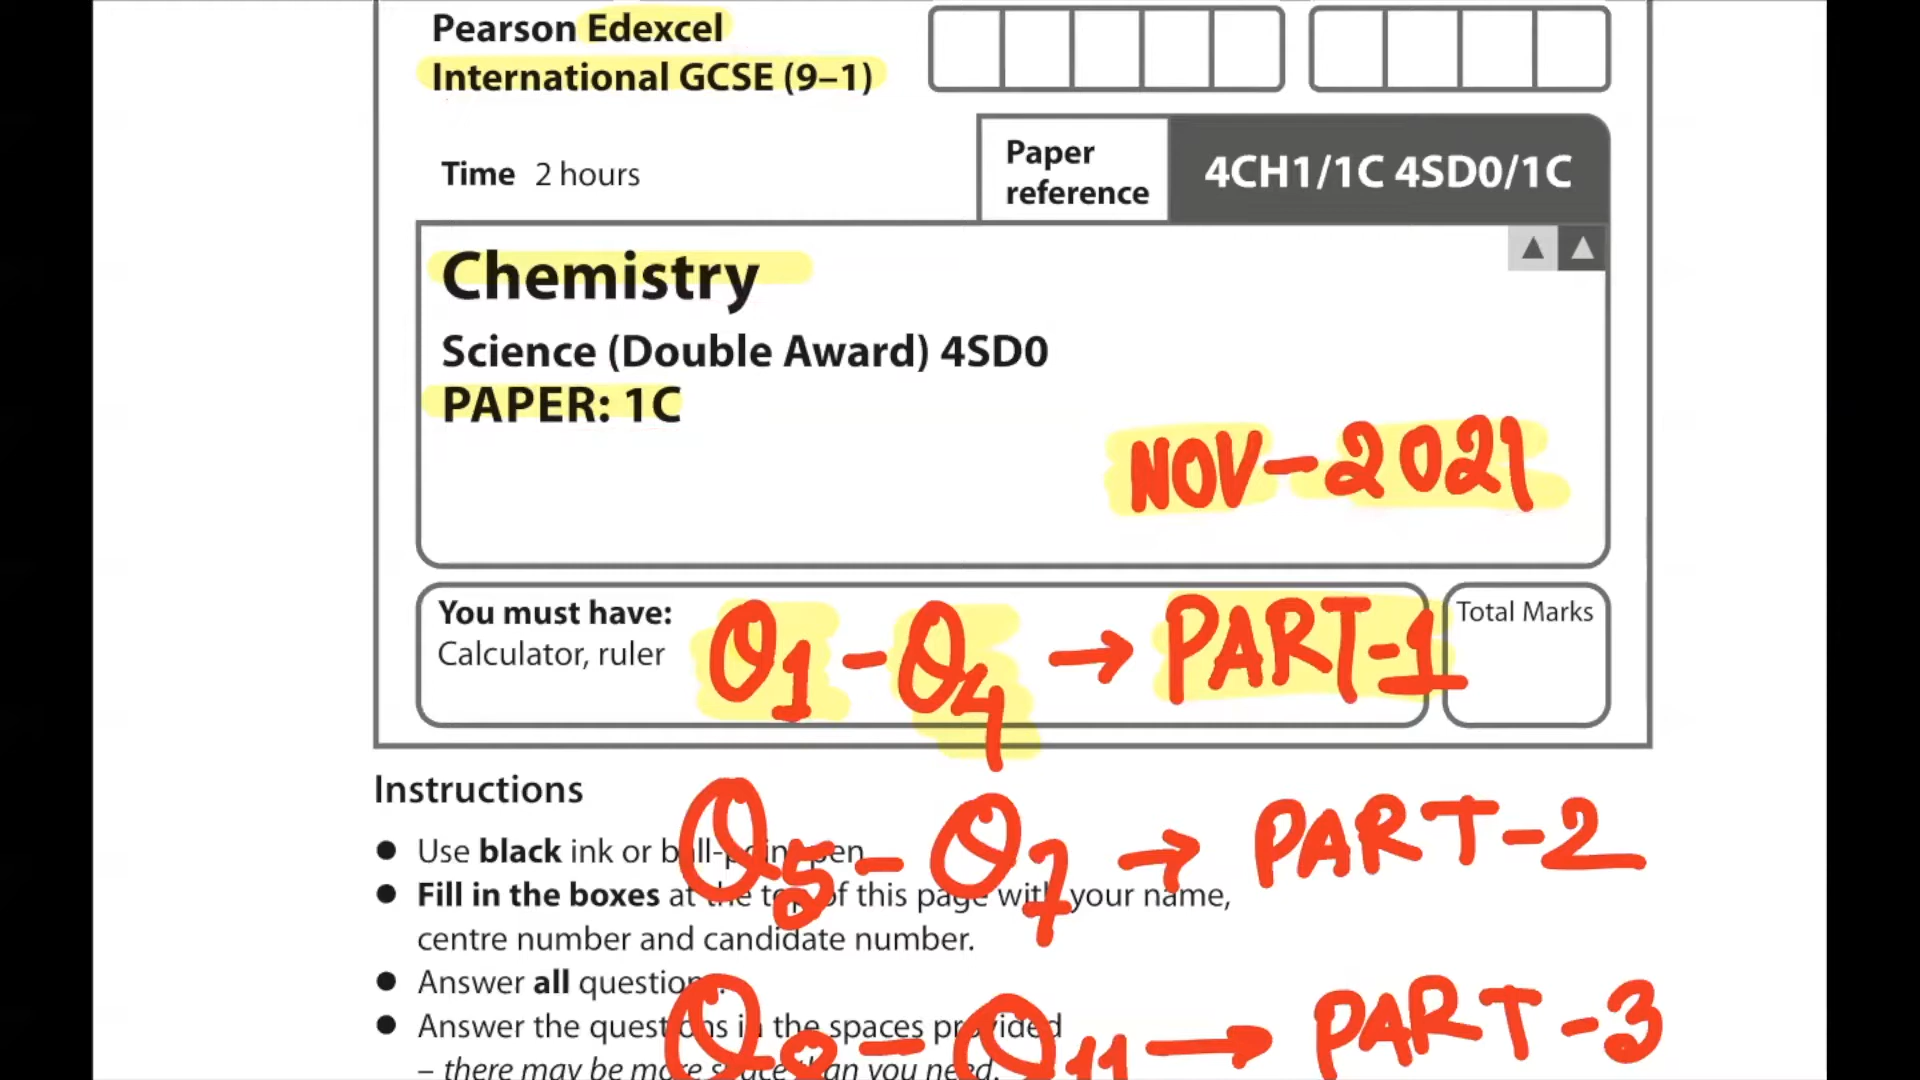 Pearson Edexcel
International GCSE (9–1)
Time 2 hours
Paper reference
4CH1/1C 4SD0/1C
Chemistry
Science (Double Award) 4SD0
PAPER: 1C
NOV-2021
You must have:
Calculator, ruler
Total Marks
Q1 - Q4 → PART-1
Instructions
Q5 - Q7 → PART-2
● Use black ink or ball-point pen
● Fill in the boxes at the top of this page with your name,
centre number and candidate number.
● Answer all questions.
Q8 - Q11 → PART-3
● Answer the questions in the spaces provided
– there may be more space than you need.